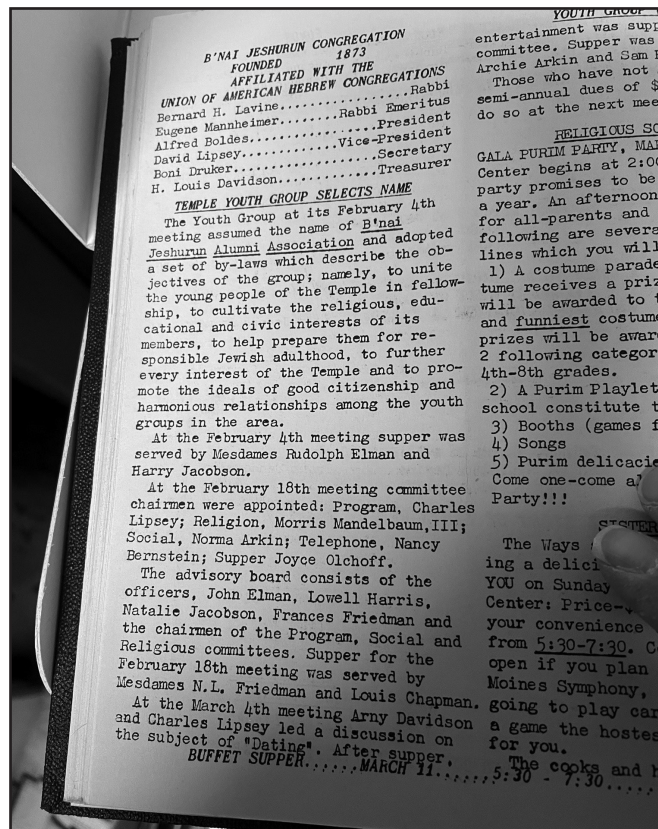 B'NAI JESHURUN CONGREGATION
FOUNDED 1873
AFFILIATED WITH THE
UNION OF AMERICAN HEBREW CONGREGATIONS
Bernard H. Lavine................Rabbi
Eugene Mannheimer........Rabbi Emeritus
Alfred Boldes................President
David Lipsey............Vice-President
Boni Druker..................Secretary
H. Louis Davidson............Treasurer
TEMPLE YOUTH GROUP SELECTS NAME
The Youth Group at its February 4th
meeting assumed the name of B'nai
Jeshurun Alumni Association and adopted
a set of by-laws which describe the ob-
jectives of the group; namely, to unite
the young people of the Temple in fellow-
ship, to cultivate the religious, edu-
cational and civic interests of its
members, to help prepare them for re-
sponsible Jewish adulthood, to further
every interest of the Temple and to pro-
mote the ideals of good citizenship and
harmonious relationships among the youth
groups in the area.
At the February 4th meeting supper was
served by Mesdames Rudolph Elman and
Harry Jacobson.
At the February 18th meeting committee
chairmen were appointed: Program, Charles
Lipsey; Religion, Morris Mandelbaum,III;
Social, Norma Arkin; Telephone, Nancy
Bernstein; Supper Joyce Olchoff.
The advisory board consists of the
officers, John Elman, Lowell Harris,
Natalie Jacobson, Frances Friedman and
the chairmen of the Program, Social and
Religious committees. Supper for the
February 18th meeting was served by
Mesdames N.L. Friedman and Louis Chapman.
At the March 4th meeting Arny Davidson
and Charles Lipsey led a discussion on
the subject of "Dating". After supper,
BUFFET SUPPER......MARCH 11......5:30 - 7:30.....
YOUTH GROUP
entertainment was
committee. Supper was
Archie Arkin and Sam
Those who have not
semi-annual dues of $
do so at the next
RELIGIOUS
GALA PURIM PARTY,
Center begins at
party promises to be
a year. An afternoon
for all-parents and
following are
lines which you will
1) A costume parade
tume receives a
will be awarded to
and funniest
prizes will be
2 following
4th-8th grades.
2) A Purim Playlet
school constitute
3) Booths (games
4) Songs
5) Purim
Come one-come
Party!!!
The Ways
ing a
YOU on Sunday
Center:
your convenience
from 5:30-7:30.
open if you plan
Moines Symphony,
going to play
a game the
for you.
The cooks and